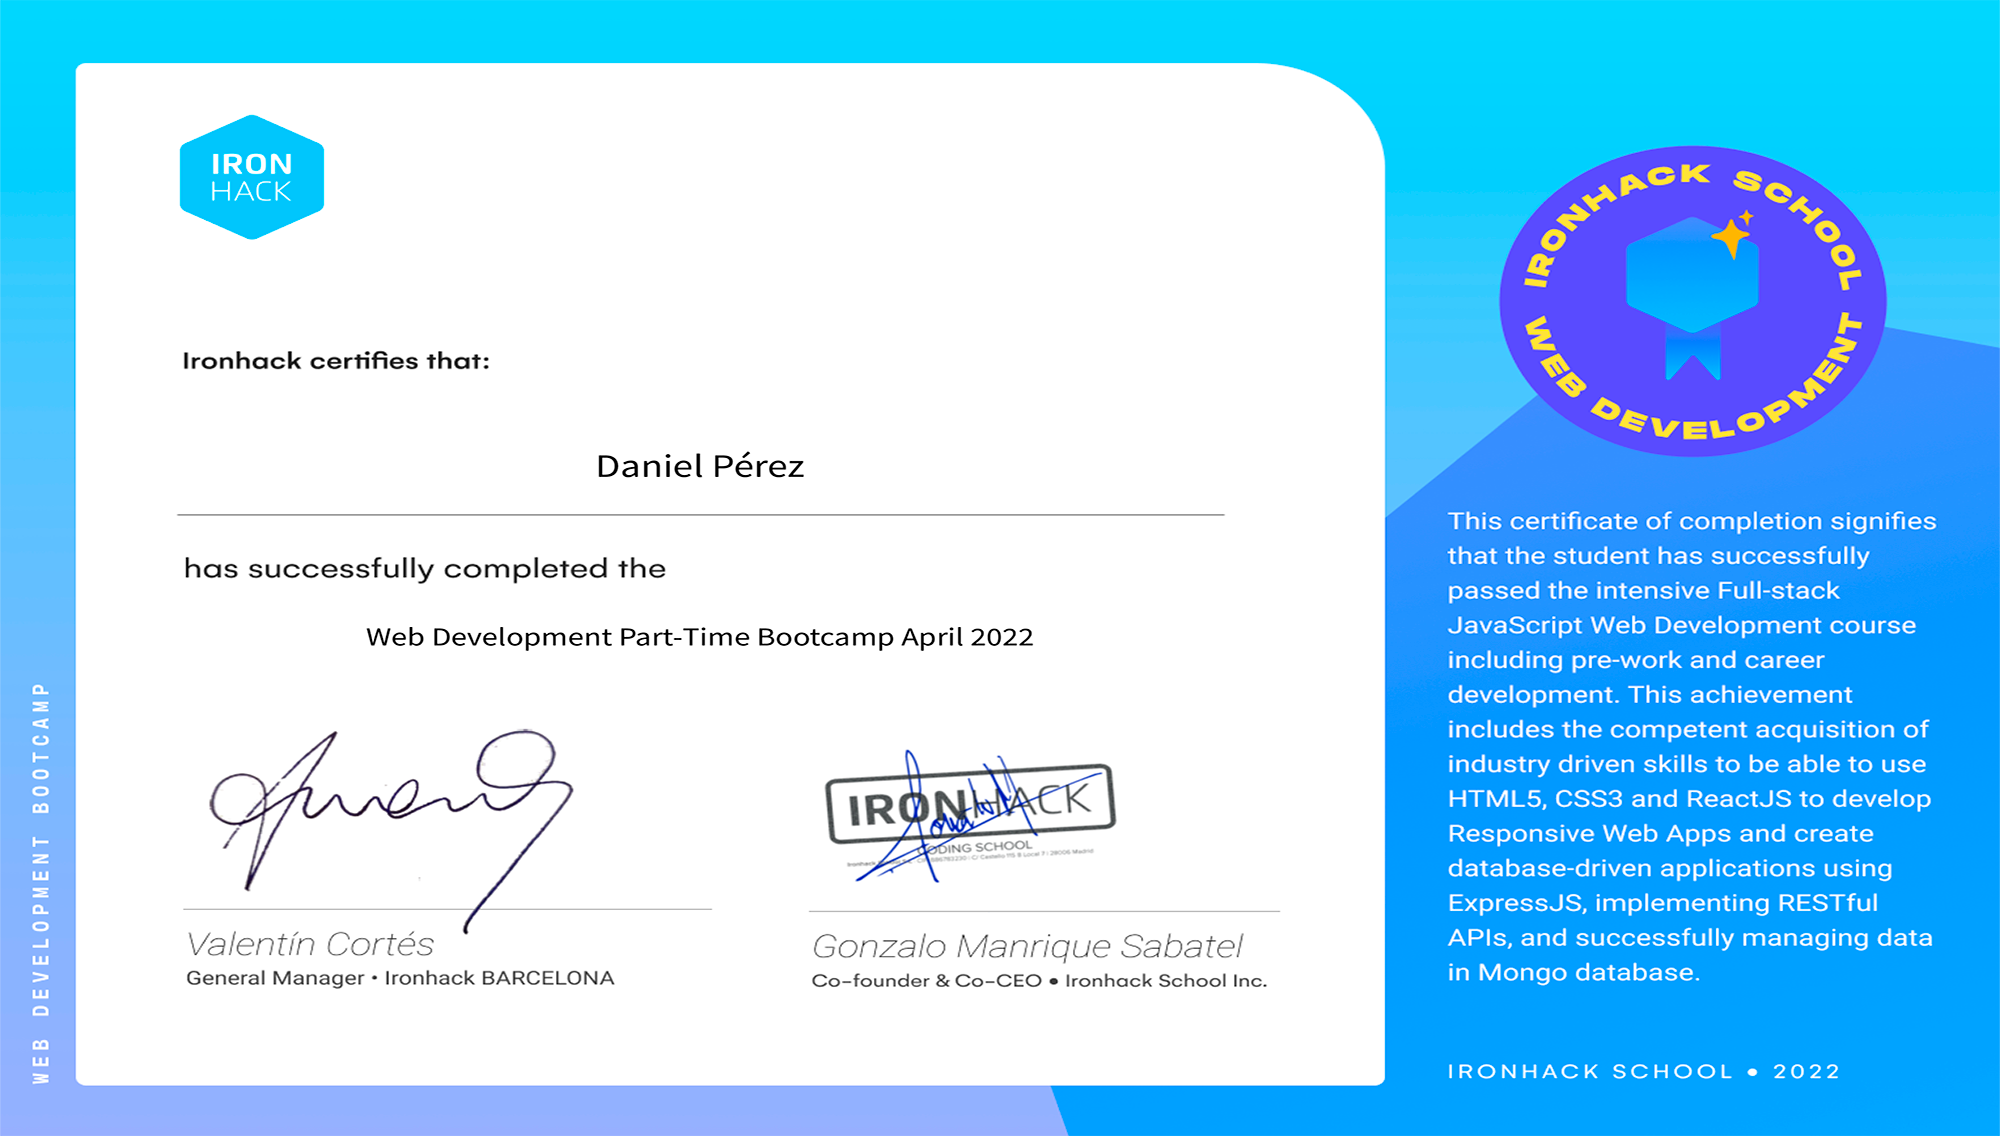 IRON
HACK
Ironhack certifies that:
Daniel Pérez
has successfully completed the
Web Development Part-Time Bootcamp April 2022
IRONHACK
CODING SCHOOL
Valentín Cortés
General Manager • Ironhack BARCELONA
Gonzalo Manrique Sabatel
Co-founder & Co-CEO • Ironhack School Inc.
WEB DEVELOPMENT BOOTCAMP
IRONHACK SCHOOL
WEB DEVELOPMENT
This certificate of completion signifies
that the student has successfully
passed the intensive Full-stack
JavaScript Web Development course
including pre-work and career
development. This achievement
includes the competent acquisition of
industry driven skills to be able to use
HTML5, CSS3 and ReactJS to develop
Responsive Web Apps and create
database-driven applications using
ExpressJS, implementing RESTful
APIs, and successfully managing data
in Mongo database.
IRONHACK SCHOOL • 2022